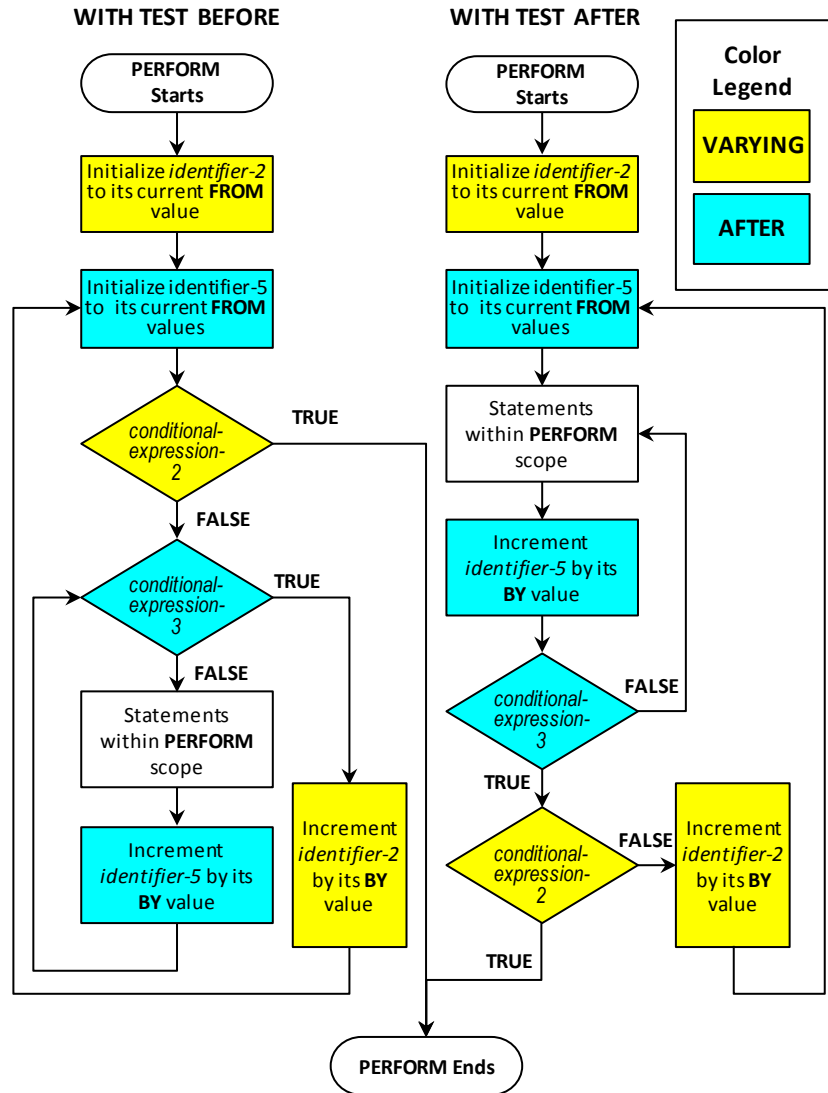 WITH TEST BEFORE
PERFORM
Starts
Initialize identifier-2
to its current FROM
value
Initialize identifier-5
to its current FROM
values
conditional-
expression-
2
TRUE
FALSE
conditional-
expression-
3
TRUE
FALSE
Statements
within PERFORM
scope
Increment
identifier-5 by its
BY value
Increment
identifier-2
by its BY
value
WITH TEST AFTER
PERFORM
Starts
Initialize identifier-2
to its current FROM
value
Initialize identifier-5
to its current FROM
values
Statements
within PERFORM
scope
Increment
identifier-5 by its
BY value
conditional-
expression-
3
FALSE
TRUE
conditional-
expression-
2
FALSE
Increment
identifier-2
by its BY
value
TRUE
PERFORM Ends
Color
Legend
VARYING
AFTER